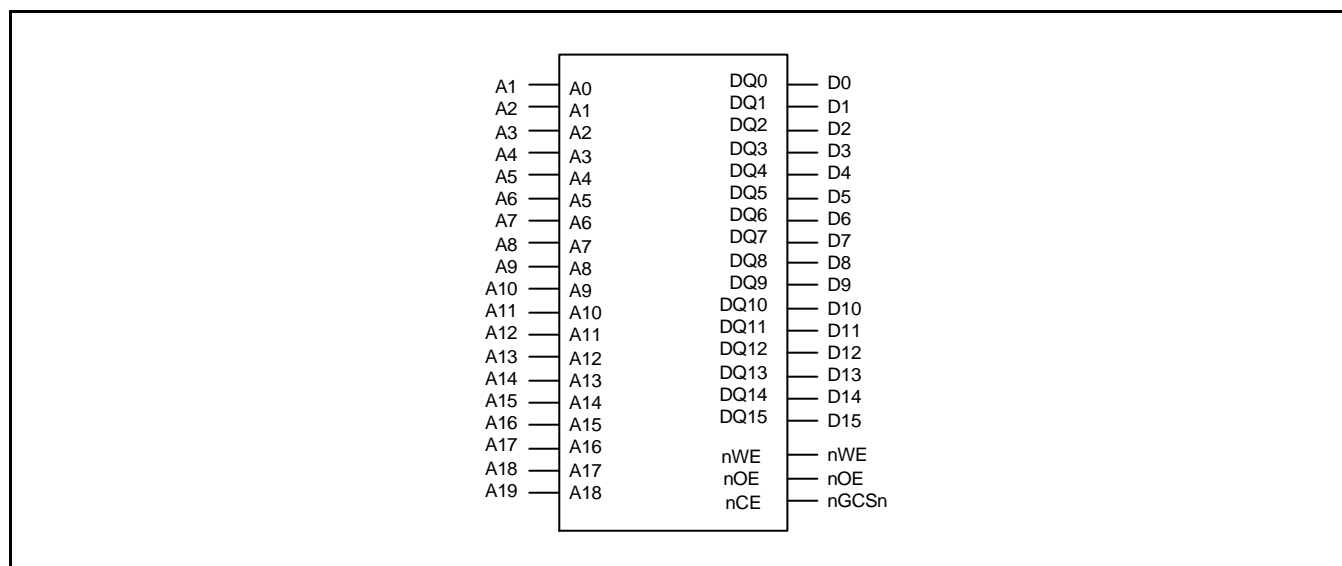 A1 A0 DQ0 D0
A2 A1 DQ1 D1
A3 A2 DQ2 D2
A4 A3 DQ3 D3
A5 A4 DQ4 D4
A6 A5 DQ5 D5
A7 A6 DQ6 D6
A8 A7 DQ7 D7
A9 A8 DQ8 D8
A10 A9 DQ9 D9
A11 A10 DQ10 D10
A12 A11 DQ11 D11
A13 A12 DQ12 D12
A14 A13 DQ13 D13
A15 A14 DQ14 D14
A16 A15 DQ15 D15
A17 A16 nWE nWE
A18 A17 nOE nOE
A19 A18 nCE nGCSn